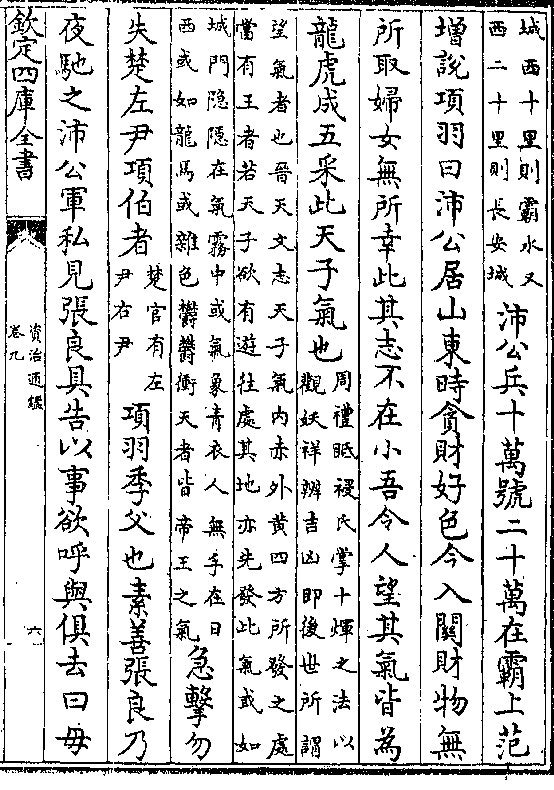 城西十里則霸水又
西二十里則長安城
沛公兵十萬號二十萬在霸上范
增說項羽曰沛公居山東時貪財好色今入關財物無
所取婦女無所幸此其志不在小吾令人望其氣皆為
龍虎成五采此天子氣也
周禮眡祲氏掌十煇之法以
觀妖祥辨吉凶即後世所謂
望氣者也晉天文志天子氣內赤外黄四方所發之處
當有王者若天子欲有遊往處其地亦先發此氣或如
城門隐隱在氣霧中或氣象青衣人無手在日
西或如龍馬或雜色鬱鬱衝天者皆帝王之氣
急擊勿
失楚左尹項伯者
楚官有左
尹右尹
項羽季父也素善張良乃
夜馳之沛公軍私見張良具告以事欲呼與俱去曰毋
欽定四庫全書
資治通鑑
卷九
六